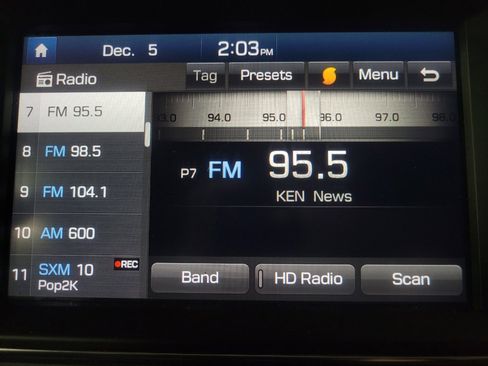 Dec. 5 2:03PM
Radio Tag Presets Menu
7 FM 95.5
8 FM 98.5
9 FM 104.1
10 AM 600
11 SXM 10 REC
Pop2K
94.0 95.0 96.0 97.0
P7 FM 95.5
KEN News
Band HD Radio Scan